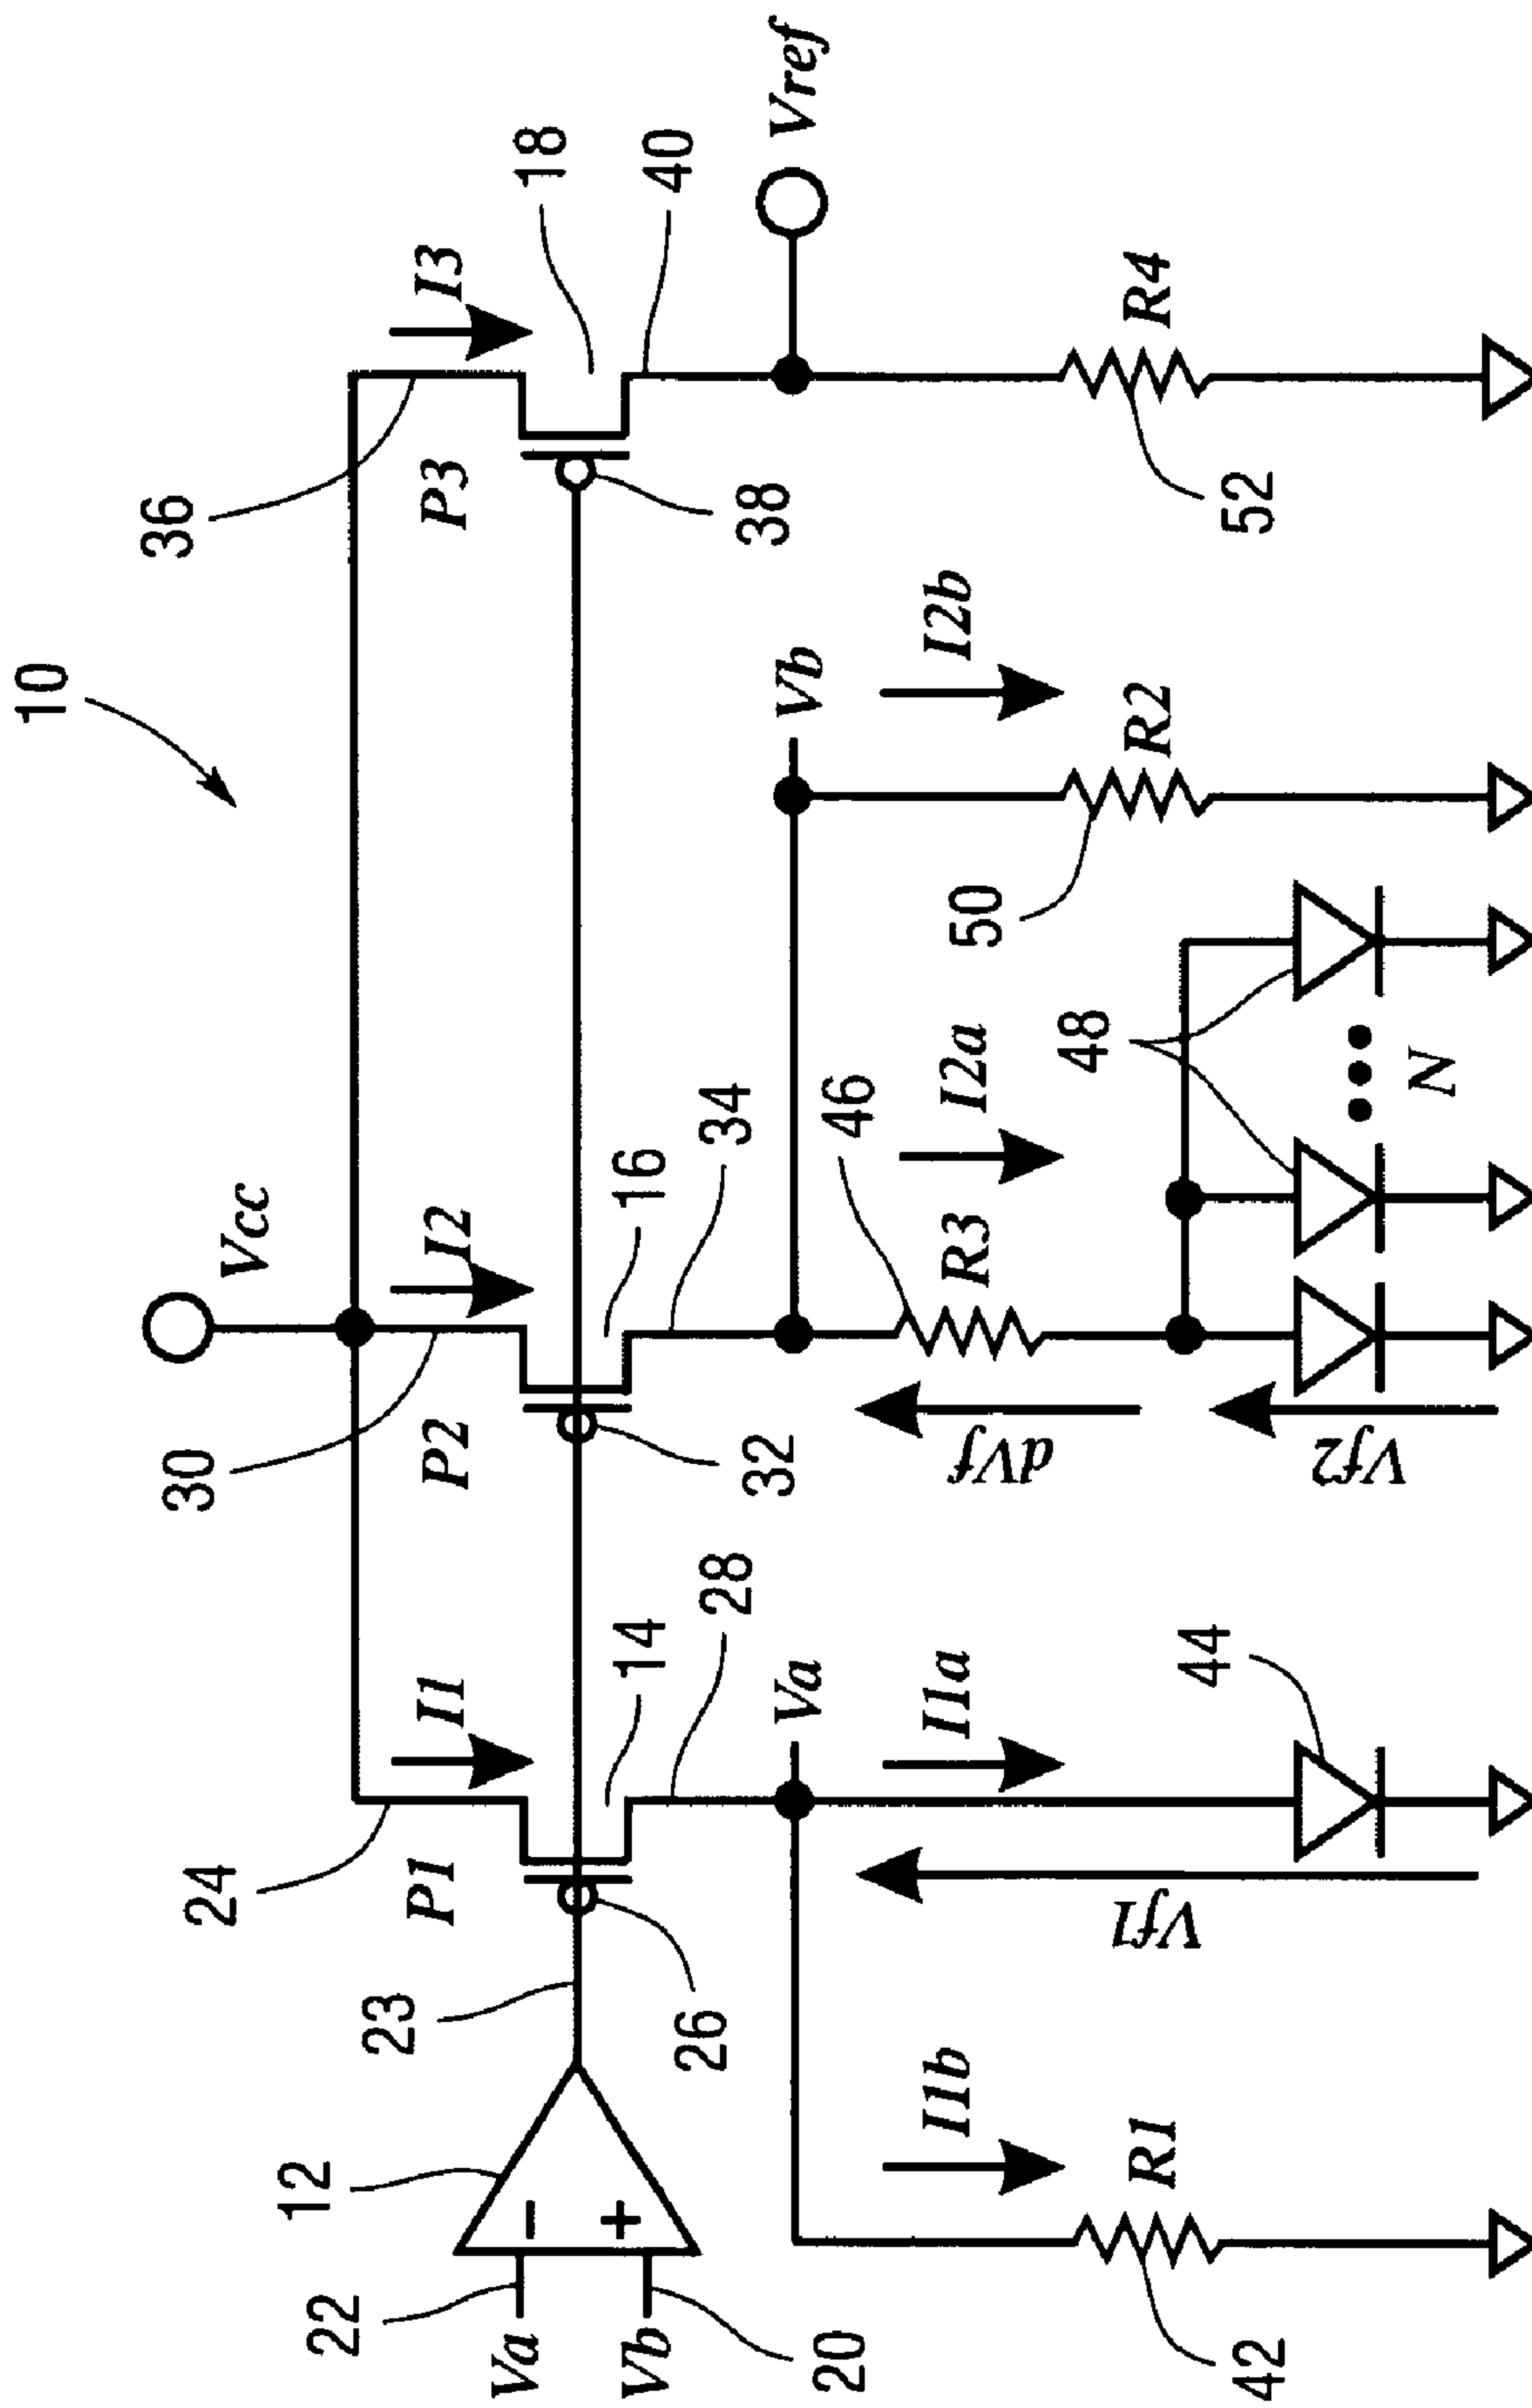 10
Vcc
24
I1
30
I2
36
I3
P1
P2
P3
18
12
23
14
16
40
22
Va
−
26
28
32
34
38
Vref
Vb
+
20
Va
Vb
I1b
I1a
dVf
46
I2a
50
I2b
Vf1
R3
48
R1
44
R2
R4
42
Vf2
N
52